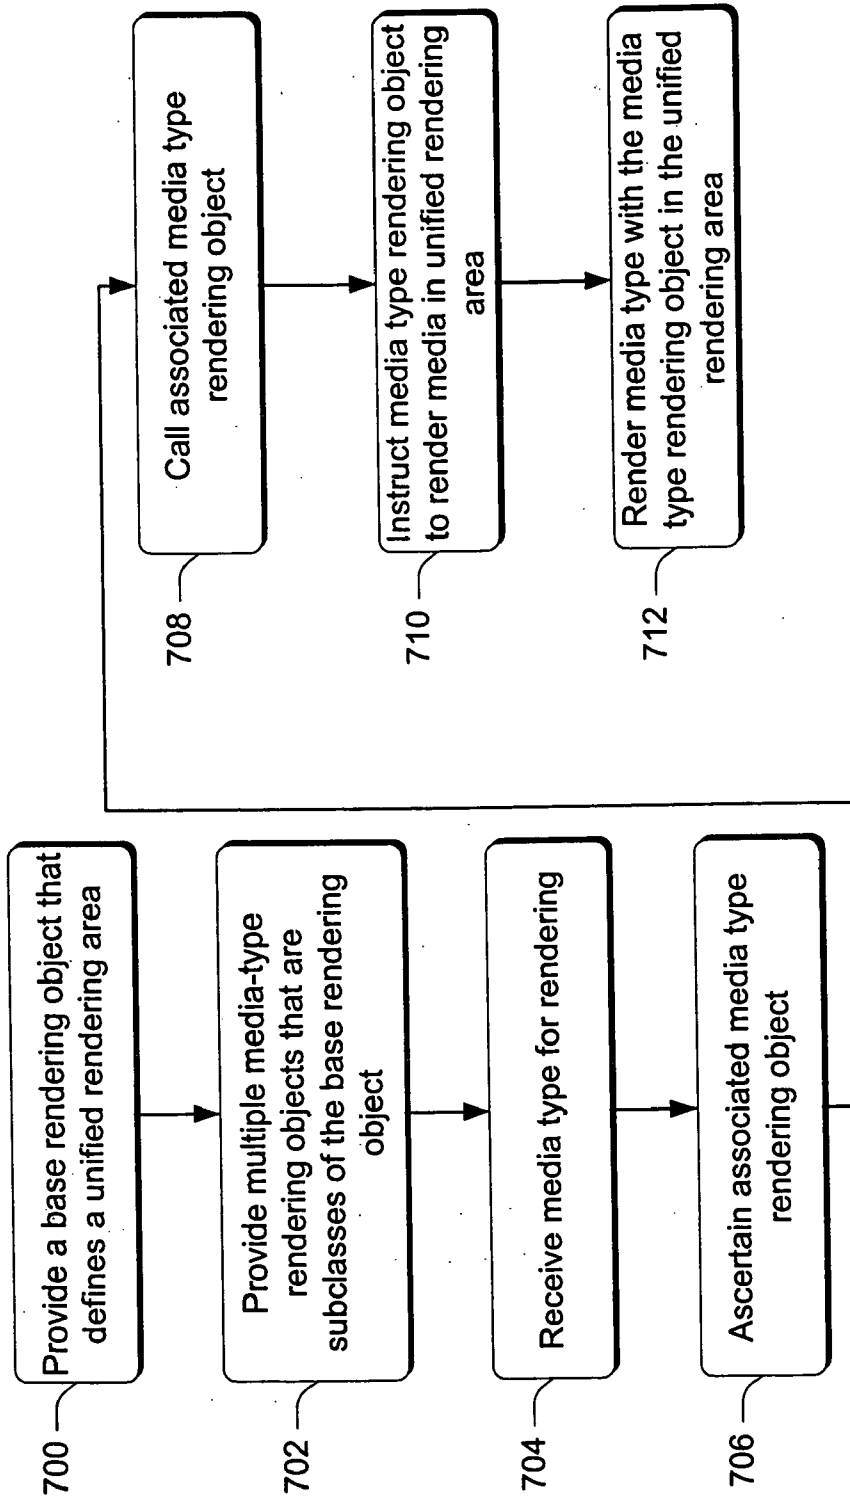 700
Provide a base rendering object that
defines a unified rendering area
702
Provide multiple media-type
rendering objects that are
subclasses of the base rendering
object
704
Receive media type for rendering
706
Ascertain associated media type
rendering object
708
Call associated media type
rendering object
710
Instruct media type rendering object
to render media in unified rendering
area
712
Render media type with the media
type rendering object in the unified
rendering area